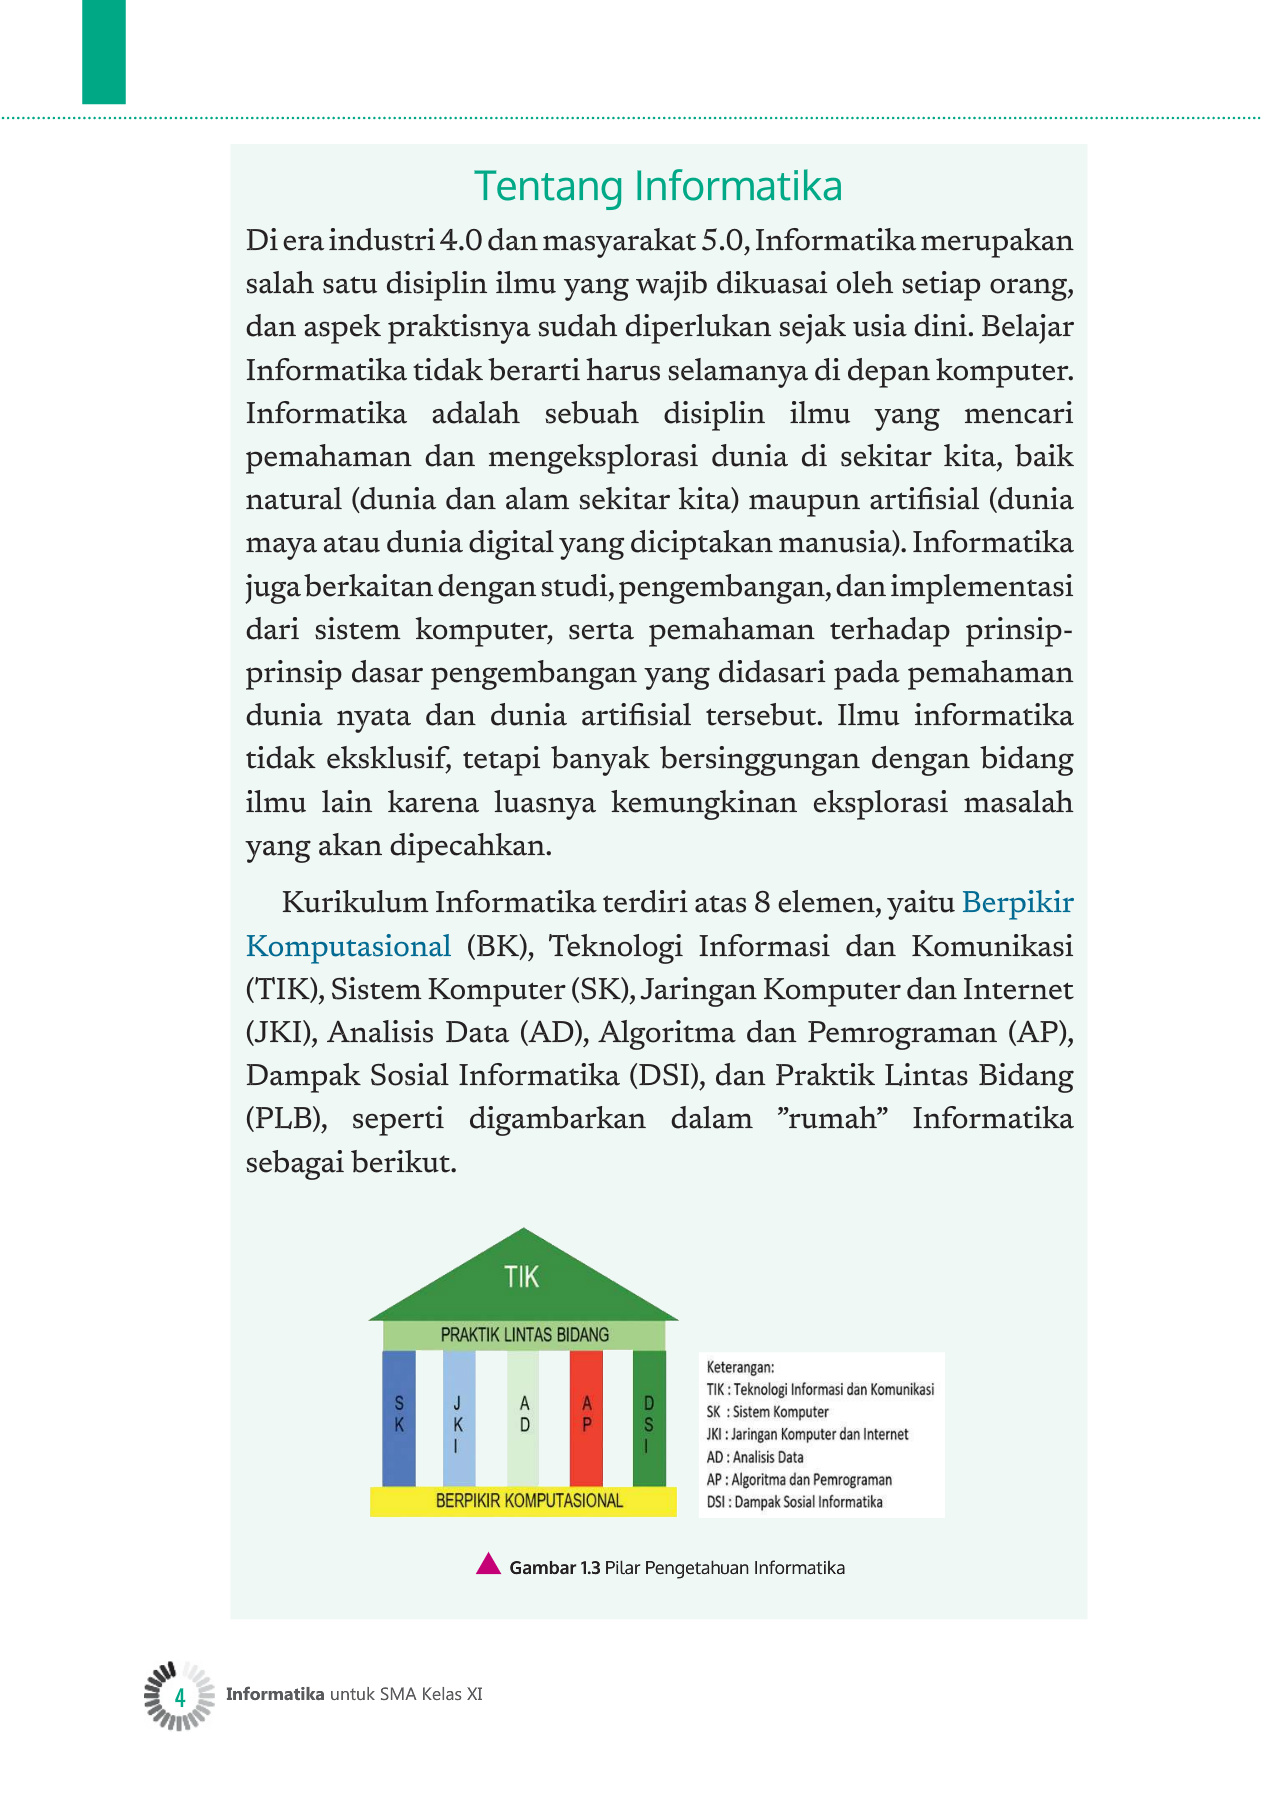 Tentang Informatika
Di era industri 4.0 dan masyarakat 5.0, Informatika merupakan
salah satu disiplin ilmu yang wajib dikuasai oleh setiap orang,
dan aspek praktisnya sudah diperlukan sejak usia dini. Belajar
Informatika tidak berarti harus selamanya di depan komputer.
Informatika adalah sebuah disiplin ilmu yang mencari
pemahaman dan mengeksplorasi dunia di sekitar kita, baik
natural (dunia dan alam sekitar kita) maupun artifisial (dunia
maya atau dunia digital yang diciptakan manusia). Informatika
juga berkaitan dengan studi, pengembangan, dan implementasi
dari sistem komputer, serta pemahaman terhadap prinsip-
prinsip dasar pengembangan yang didasari pada pemahaman
dunia nyata dan dunia artifisial tersebut. Ilmu informatika
tidak eksklusif, tetapi banyak bersinggungan dengan bidang
ilmu lain karena luasnya kemungkinan eksplorasi masalah
yang akan dipecahkan.
Kurikulum Informatika terdiri atas 8 elemen, yaitu Berpikir
Komputasional (BK), Teknologi Informasi dan Komunikasi
(TIK), Sistem Komputer (SK), Jaringan Komputer dan Internet
(JKI), Analisis Data (AD), Algoritma dan Pemrograman (AP),
Dampak Sosial Informatika (DSI), dan Praktik Lintas Bidang
(PLB), seperti digambarkan dalam ”rumah” Informatika
sebagai berikut.
TIK
PRAKTIK LINTAS BIDANG
SK
JKI
AD
AP
DSI
BERPIKIR KOMPUTASIONAL
Keterangan:
TIK : Teknologi Informasi dan Komunikasi
SK : Sistem Komputer
JKI : Jaringan Komputer dan Internet
AD : Analisis Data
AP : Algoritma dan Pemrograman
DSI : Dampak Sosial Informatika
Gambar 1.3 Pilar Pengetahuan Informatika
4
Informatika untuk SMA Kelas XI